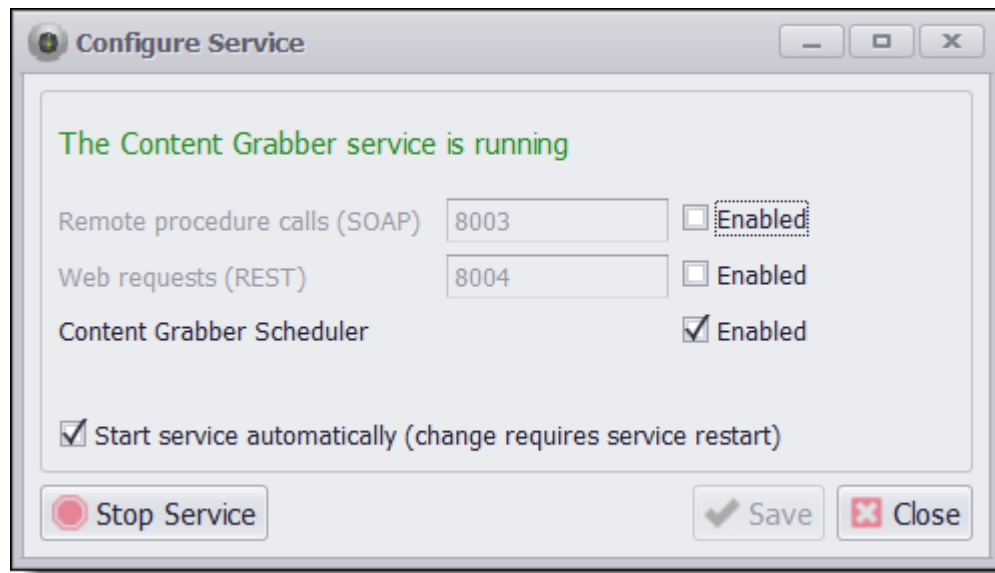 Configure Service
The Content Grabber service is running
Remote procedure calls (SOAP) 8003 Enabled
Web requests (REST) 8004 Enabled
Content Grabber Scheduler Enabled
Start service automatically (change requires service restart)
Stop Service Save Close